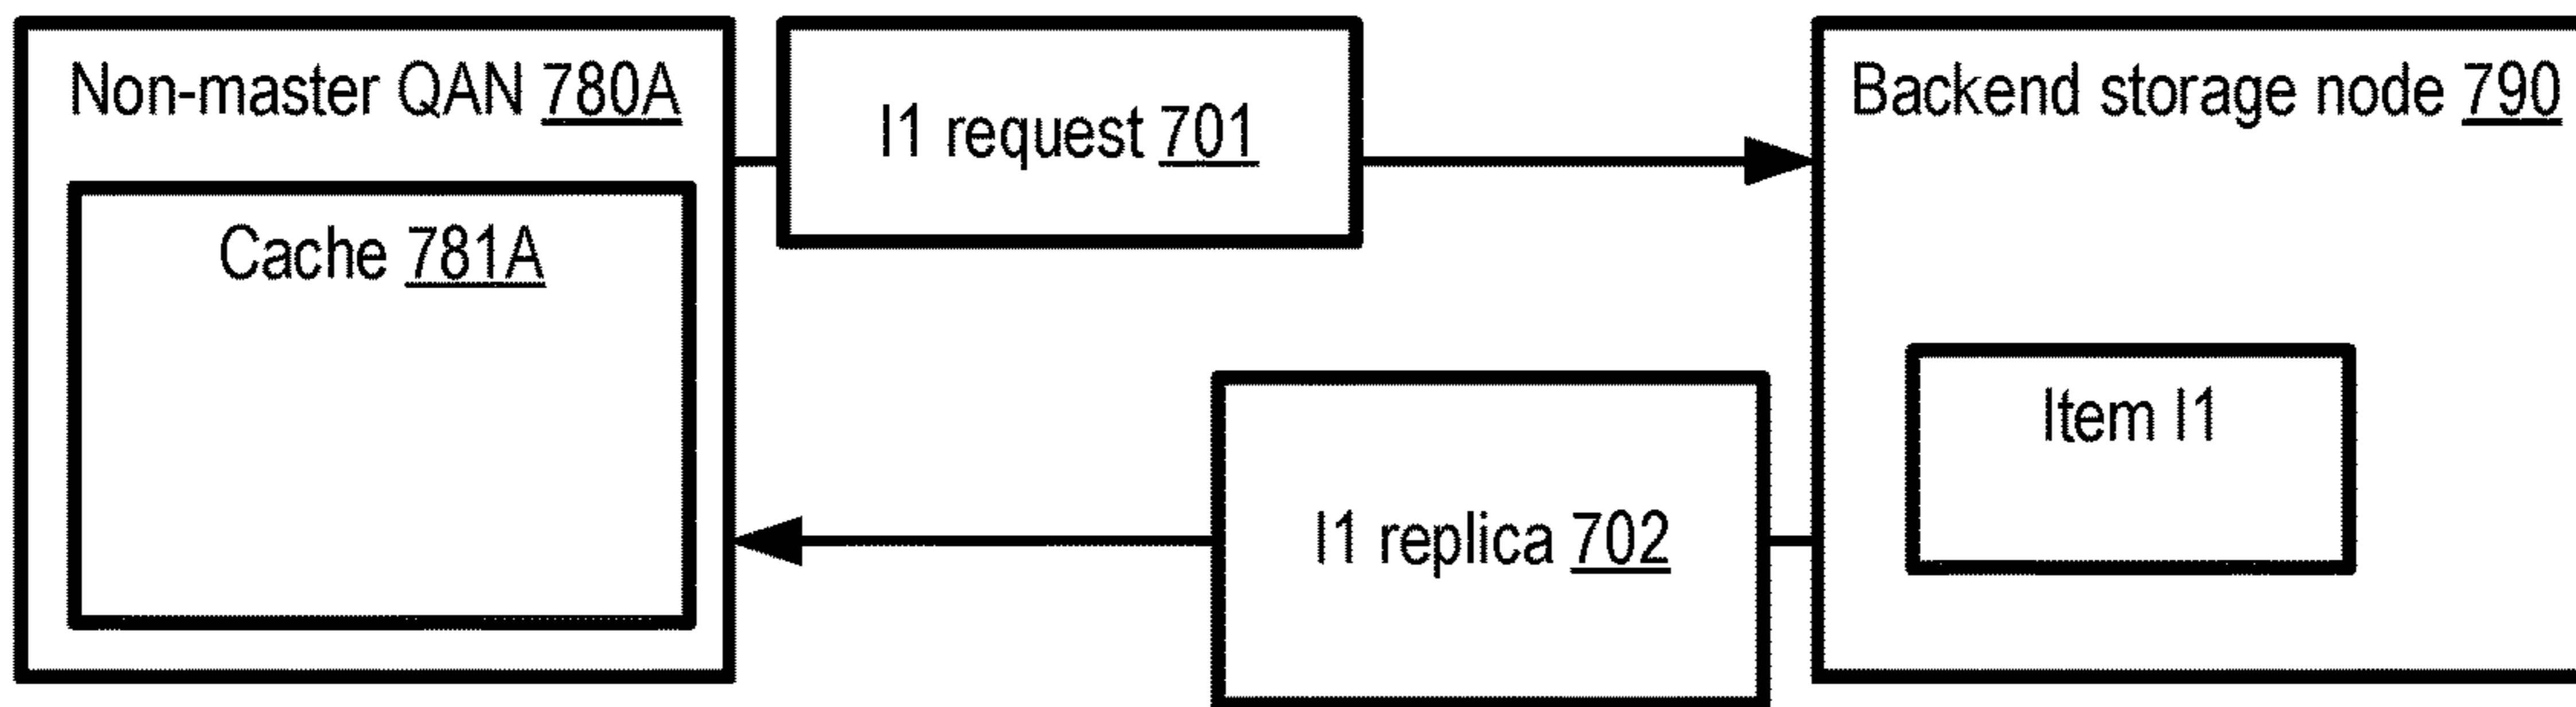 Non-master QAN 780A
Cache 781A
I1 request 701
I1 replica 702
Backend storage node 790
Item I1